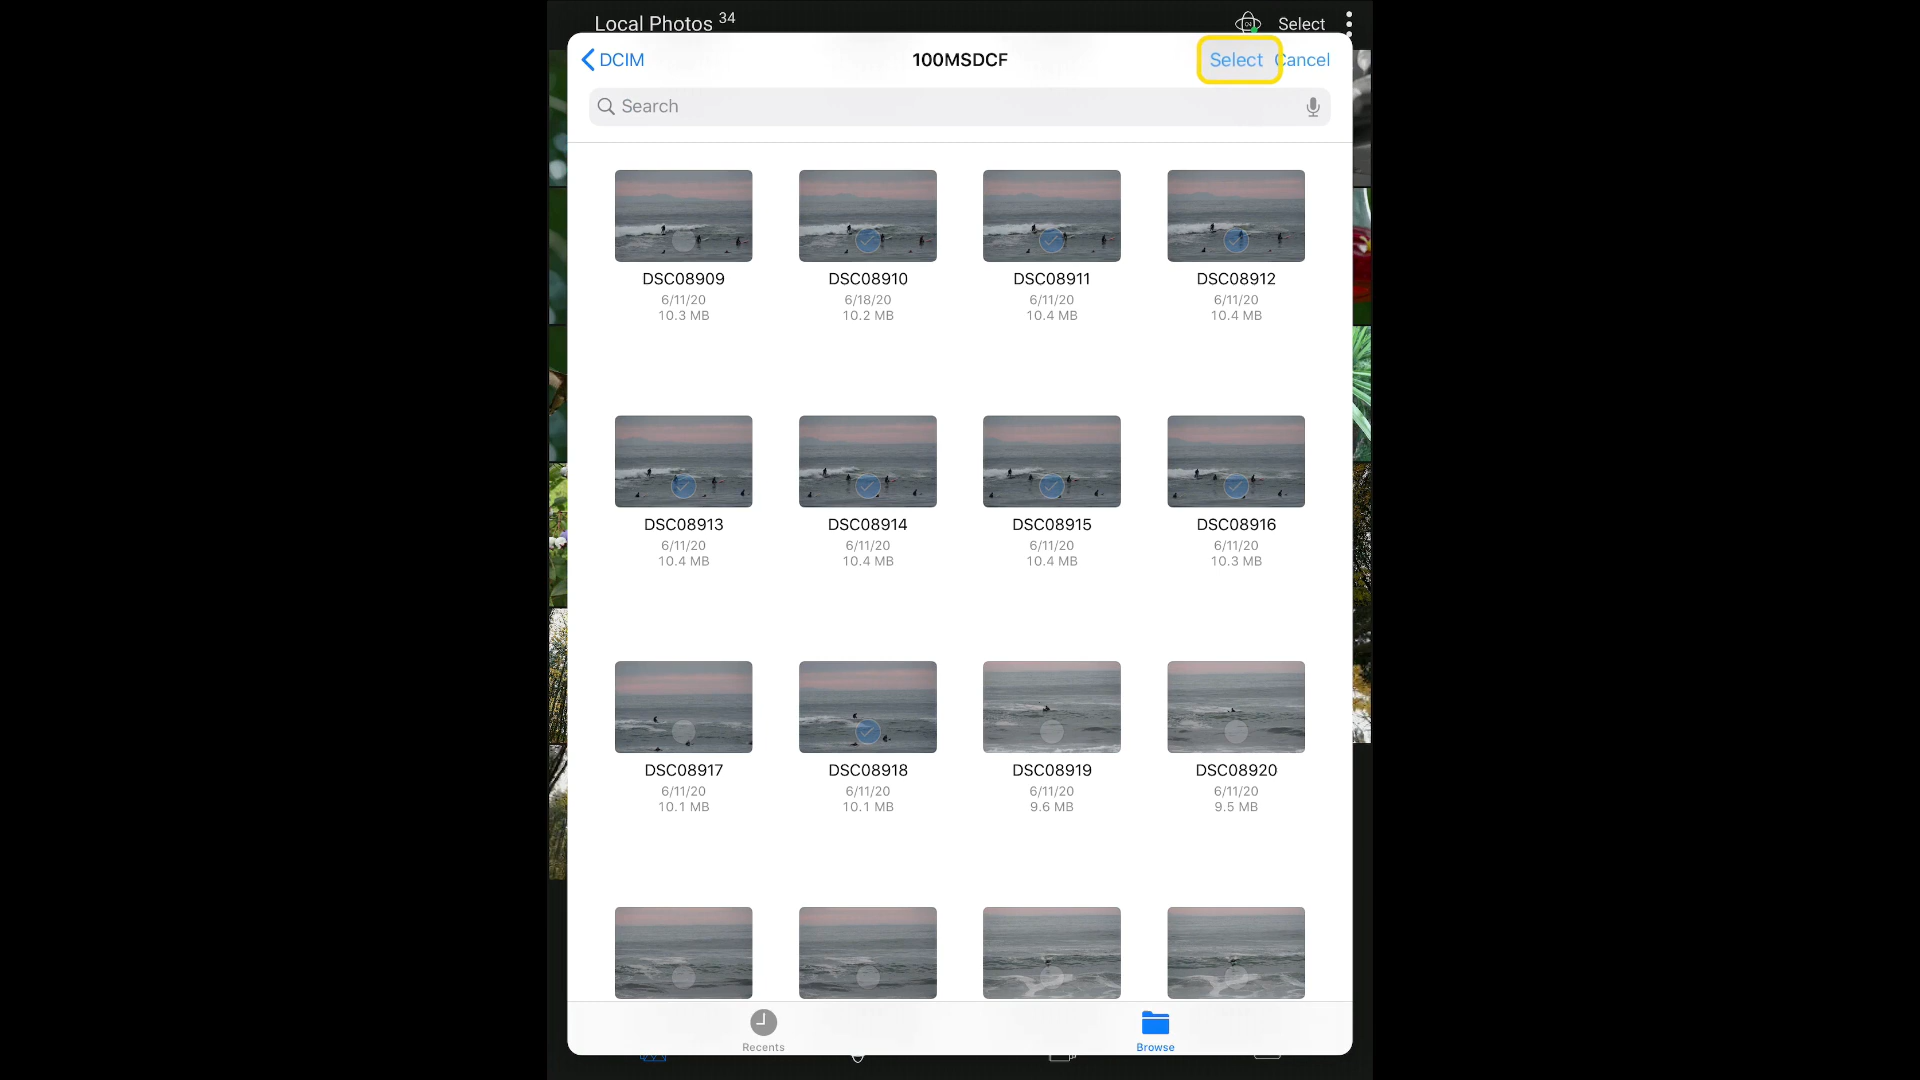 Local Photos 34
Select
DCIM
100MSDCF
Select
Cancel
Search
DSC08909
6/11/20
10.3 MB
DSC08910
6/18/20
10.2 MB
DSC08911
6/11/20
10.4 MB
DSC08912
6/11/20
10.4 MB
DSC08913
6/11/20
10.4 MB
DSC08914
6/11/20
10.4 MB
DSC08915
6/11/20
10.4 MB
DSC08916
6/11/20
10.3 MB
DSC08917
6/11/20
10.1 MB
DSC08918
6/11/20
10.1 MB
DSC08919
6/11/20
9.6 MB
DSC08920
6/11/20
9.5 MB
Recents
Browse